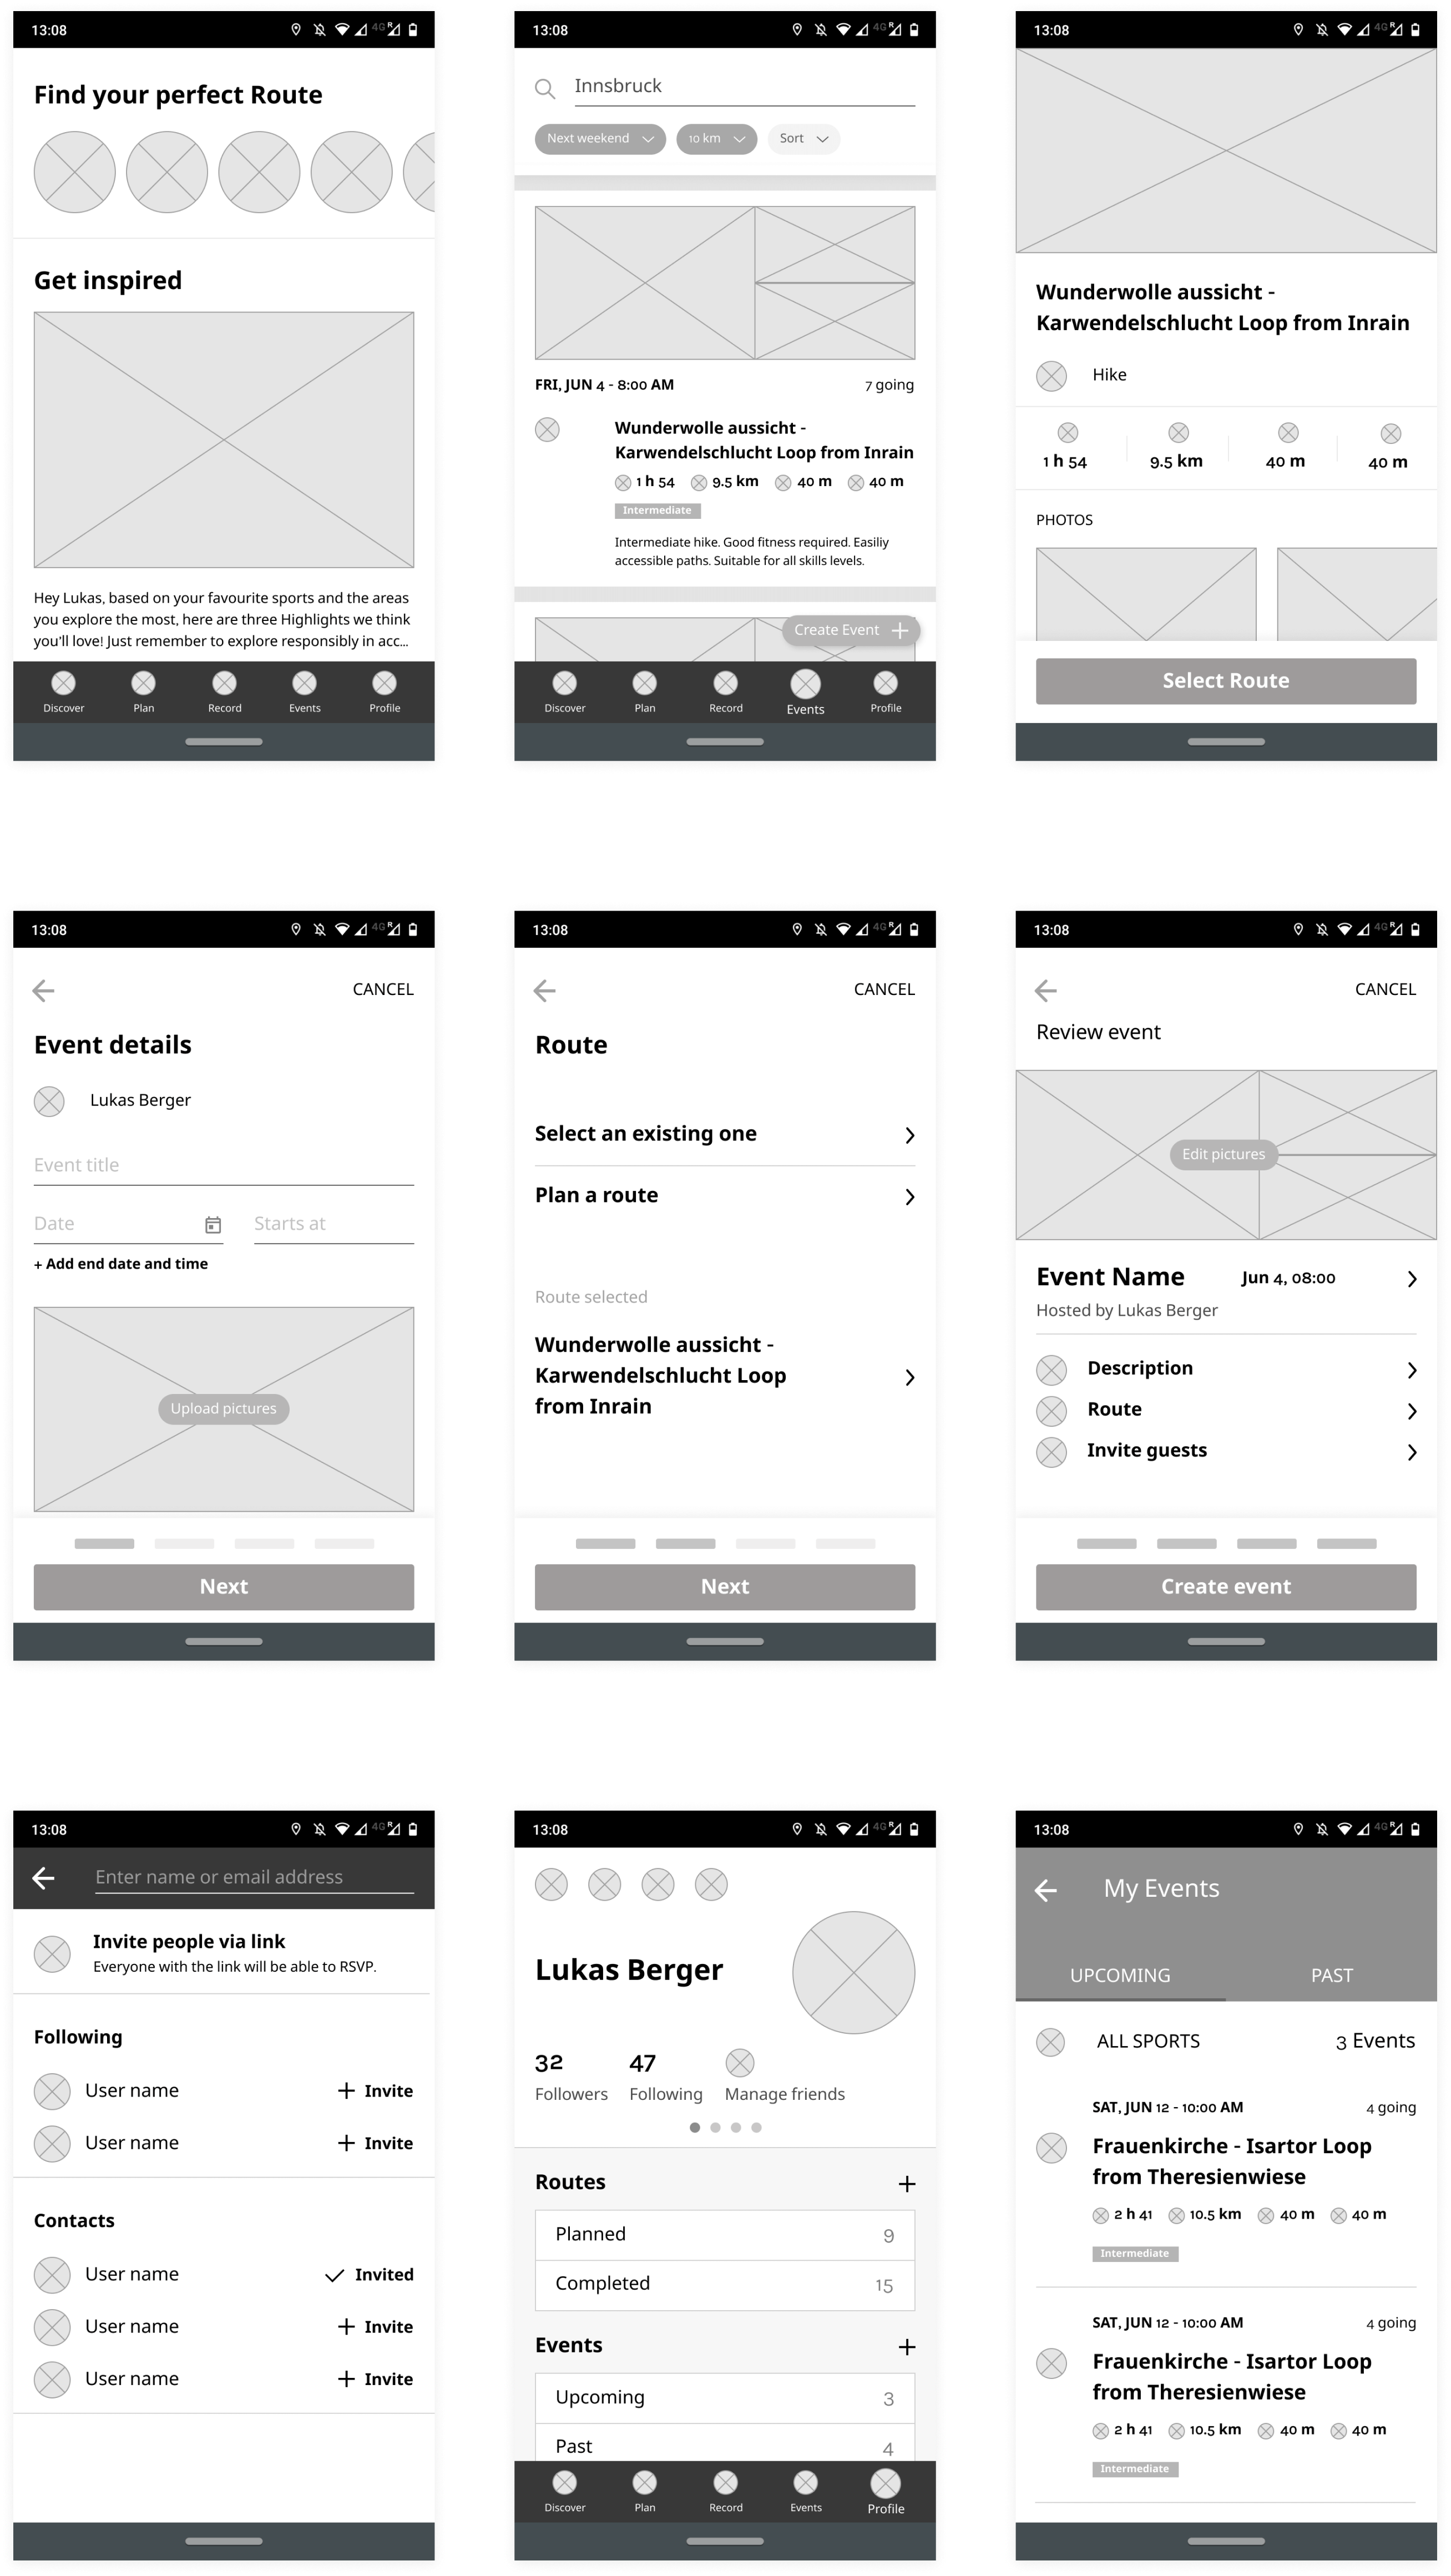 13:08
4G R
Find your perfect Route
Get inspired
Hey Lukas, based on your favourite sports and the areas
you explore the most, here are three Highlights we think
you'll love! Just remember to explore responsibly in acc...
Discover Plan Record Events Profile
13:08
4G R
Innsbruck
Next weekend 10 km Sort
FRI, JUN 4 - 8:00 AM 7 going
Wunderwolle aussicht -
Karwendelschlucht Loop from Inrain
1 h 54 9.5 km 40 m 40 m
Intermediate
Intermediate hike. Good fitness required. Easiliy
accessible paths. Suitable for all skills levels.
Create Event
Discover Plan Record Events Profile
13:08
4G R
Wunderwolle aussicht -
Karwendelschlucht Loop from Inrain
Hike
1 h 54 9.5 km 40 m 40 m
PHOTOS
Select Route
13:08
4G R
CANCEL
Event details
Lukas Berger
Event title
Date Starts at
+ Add end date and time
Upload pictures
Next
13:08
4G R
CANCEL
Route
Select an existing one
Plan a route
Route selected
Wunderwolle aussicht -
Karwendelschlucht Loop
from Inrain
Next
13:08
4G R
CANCEL
Review event
Edit pictures
Event Name Jun 4, 08:00
Hosted by Lukas Berger
Description
Route
Invite guests
Create event
13:08
4G R
Enter name or email address
Invite people via link
Everyone with the link will be able to RSVP.
Following
User name + Invite
User name + Invite
Contacts
User name Invited
User name + Invite
User name + Invite
13:08
4G R
Lukas Berger
32 47
Followers Following Manage friends
Routes +
Planned 9
Completed 15
Events +
Upcoming 3
Past 4
Discover Plan Record Events Profile
13:08
4G R
My Events
UPCOMING PAST
ALL SPORTS 3 Events
SAT, JUN 12 - 10:00 AM 4 going
Frauenkirche - Isartor Loop
from Theresienwiese
2 h 41 10.5 km 40 m 40 m
Intermediate
SAT, JUN 12 - 10:00 AM 4 going
Frauenkirche - Isartor Loop
from Theresienwiese
2 h 41 10.5 km 40 m 40 m
Intermediate